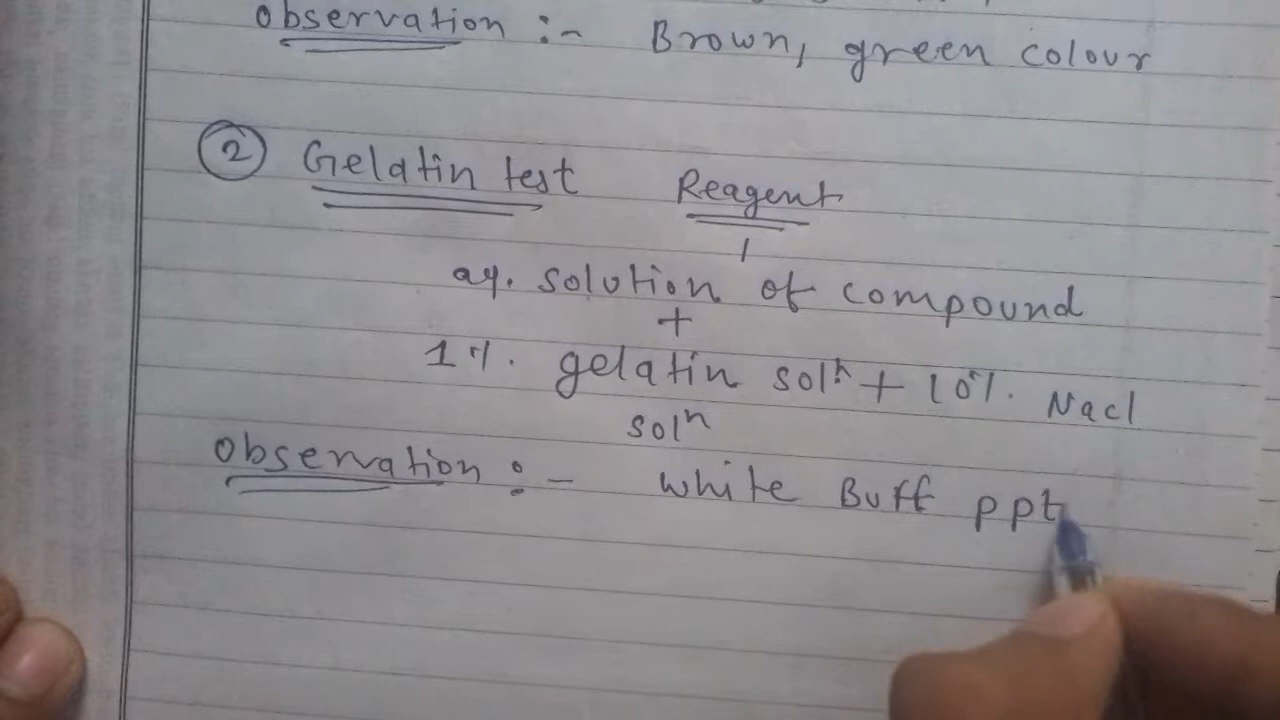 Observation :- Brown, green colour
② Gelatin test Reagent
aq. solution of compound
+
1 %. gelatin solⁿ + 10%. Nacl
solⁿ
Observation :- white Buff ppt